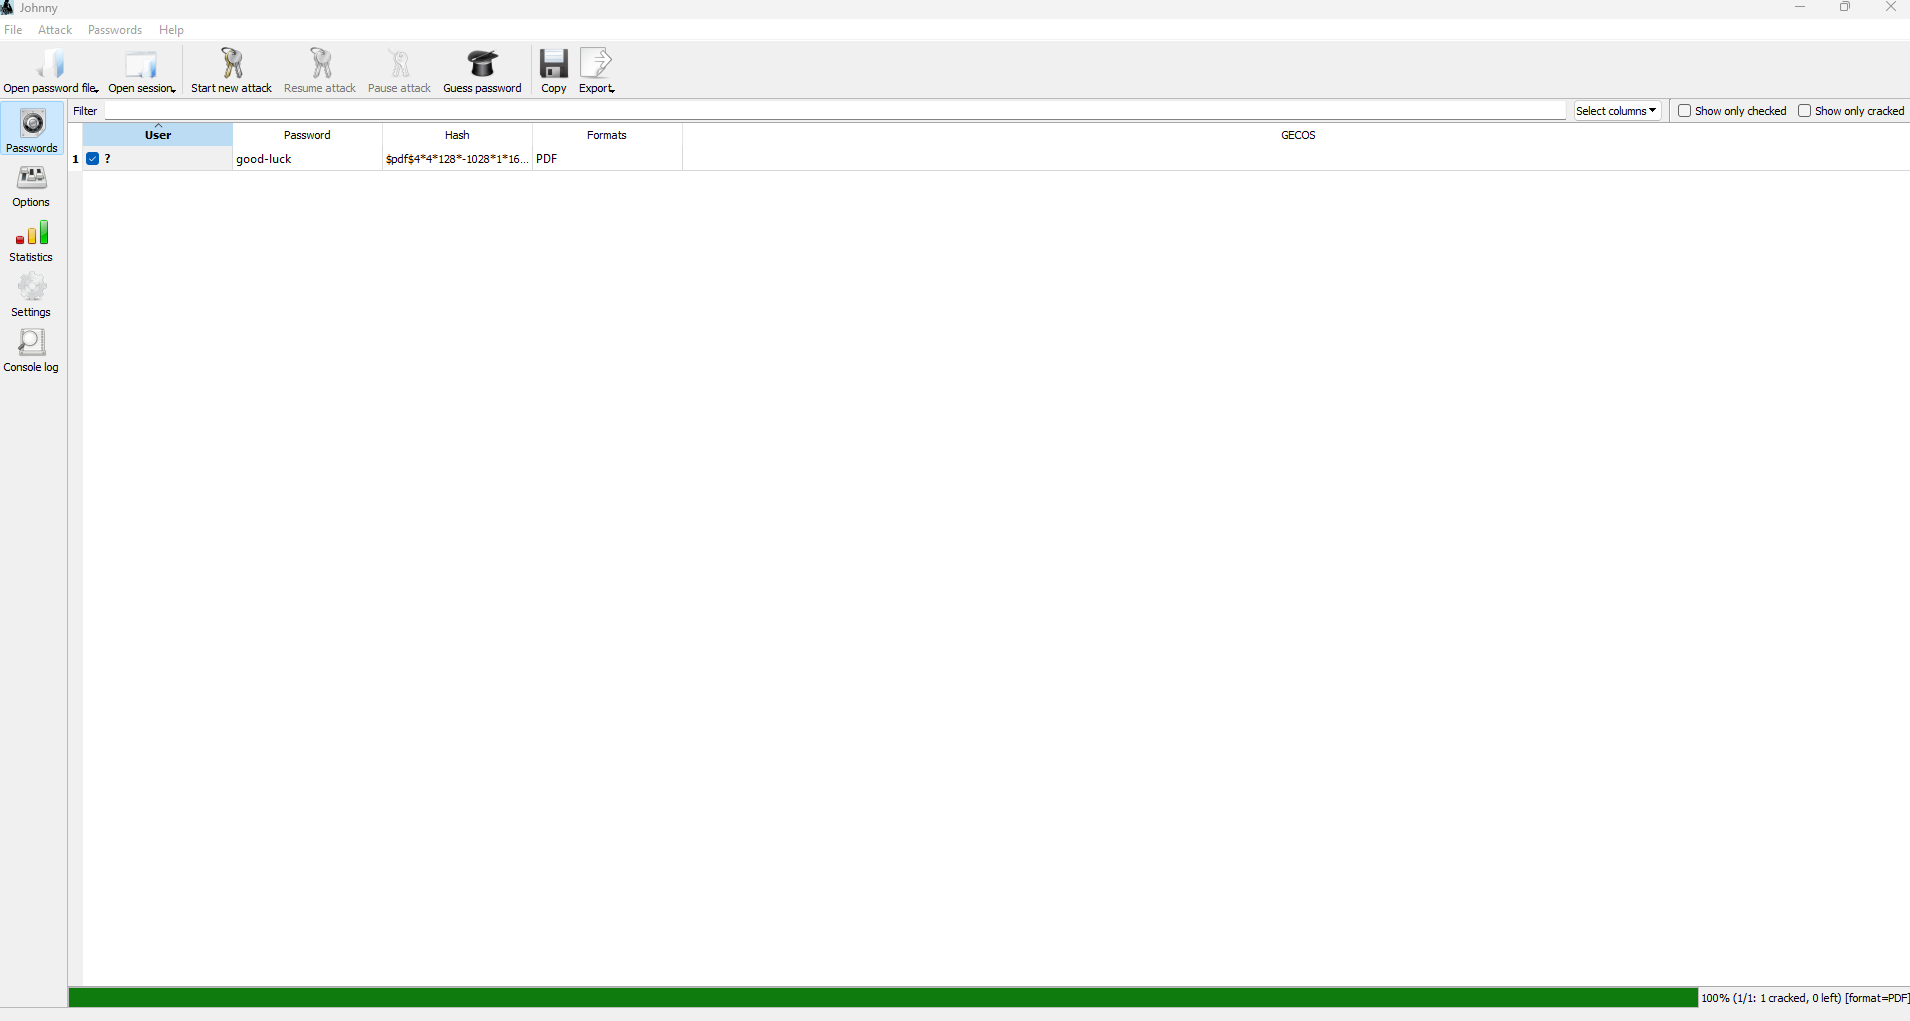 Johnny
File Attack Passwords Help
Open password file Open session Start new attack Resume attack Pause attack Guess password Copy Export
Filter Select columns Show only checked Show only cracked
User Password Hash Formats GECOS
1 ? good-luck $pdf$4*4*128*-1028*1*16... PDF
Passwords
Options
Statistics
Settings
Console log
100% (1/1: 1 cracked, 0 left) [format=PDF]